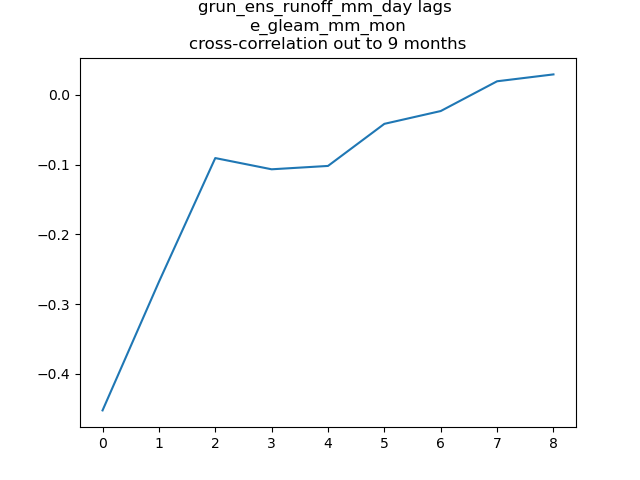 grun_ens_runoff_mm_day lags
e_gleam_mm_mon
cross-correlation out to 9 months
0.0
−0.1
−0.2
−0.3
−0.4
0 1 2 3 4 5 6 7 8